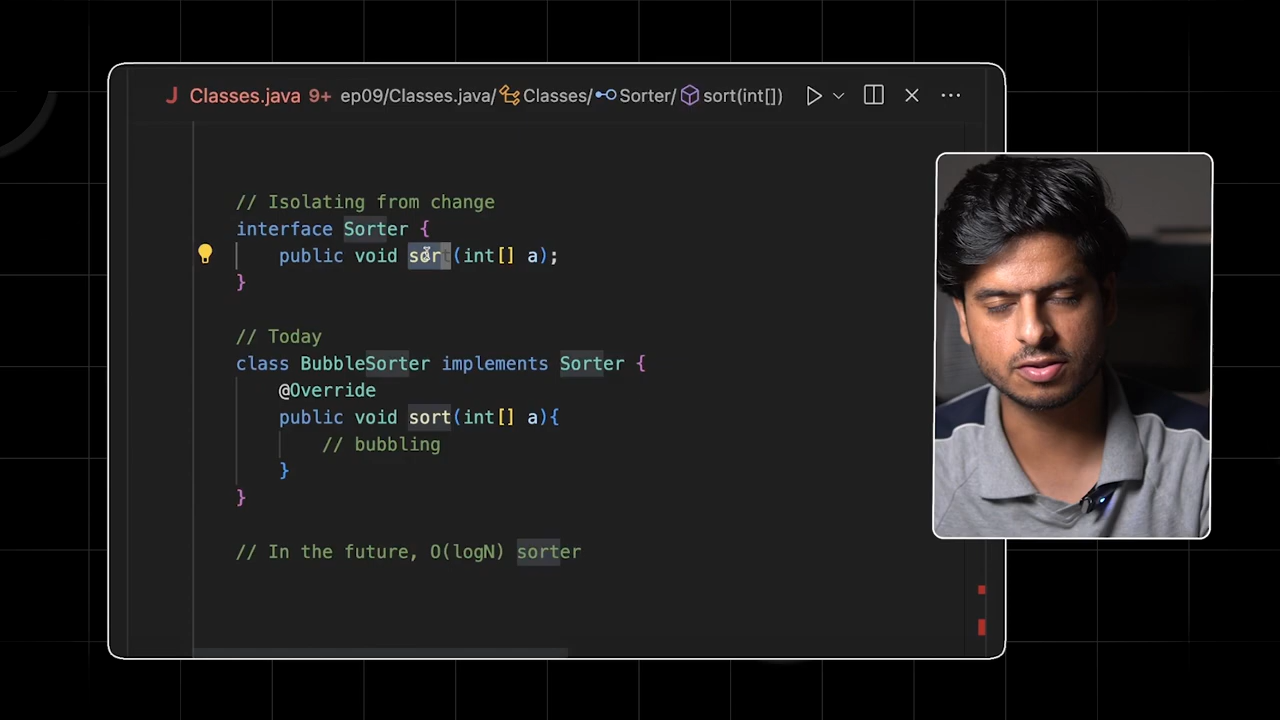 Classes.java 9+ ep09/Classes.java/Classes/Sorter/sort(int[])
// Isolating from change
interface Sorter {
public void sort(int[] a);
}
// Today
class BubbleSorter implements Sorter {
@Override
public void sort(int[] a){
// bubbling
}
}
// In the future, O(logN) sorter